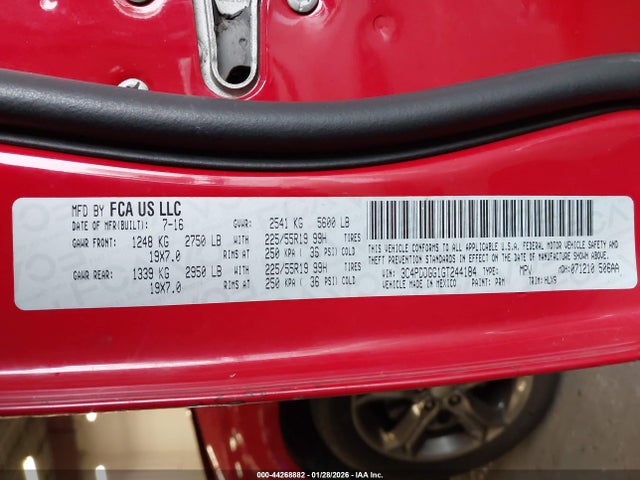 MFD BY FCA US LLC
DATE OF MFR(BUILT): 7-16 GVWR: 2541 KG 5600 LB
GAWR FRONT: 1248 KG 2750 LB WITH 225/55R19 99H TIRES
19X7.0 RIMS AT 250 KPA ( 36 PSI) COLD
GAWR REAR: 1339 KG 2950 LB WITH 225/55R19 99H TIRES
19X7.0 RIMS AT 250 KPA ( 36 PSI) COLD
THIS VEHICLE CONFORMS TO ALL APPLICABLE U.S.A. FEDERAL MOTOR VEHICLE SAFETY,
BUMPER, AND THEFT PREVENTION STANDARDS IN EFFECT ON THE DATE OF MANUFACTURE SHOWN ABOVE.
VIN: 3C4PDDGG1GT244184 TYPE: MPV MDH: 071210 506AA
VEHICLE MADE IN MEXICO PAINT: PRM TRIM: HLX9
000-44268882 | 01/28/2026 | IAA Inc.